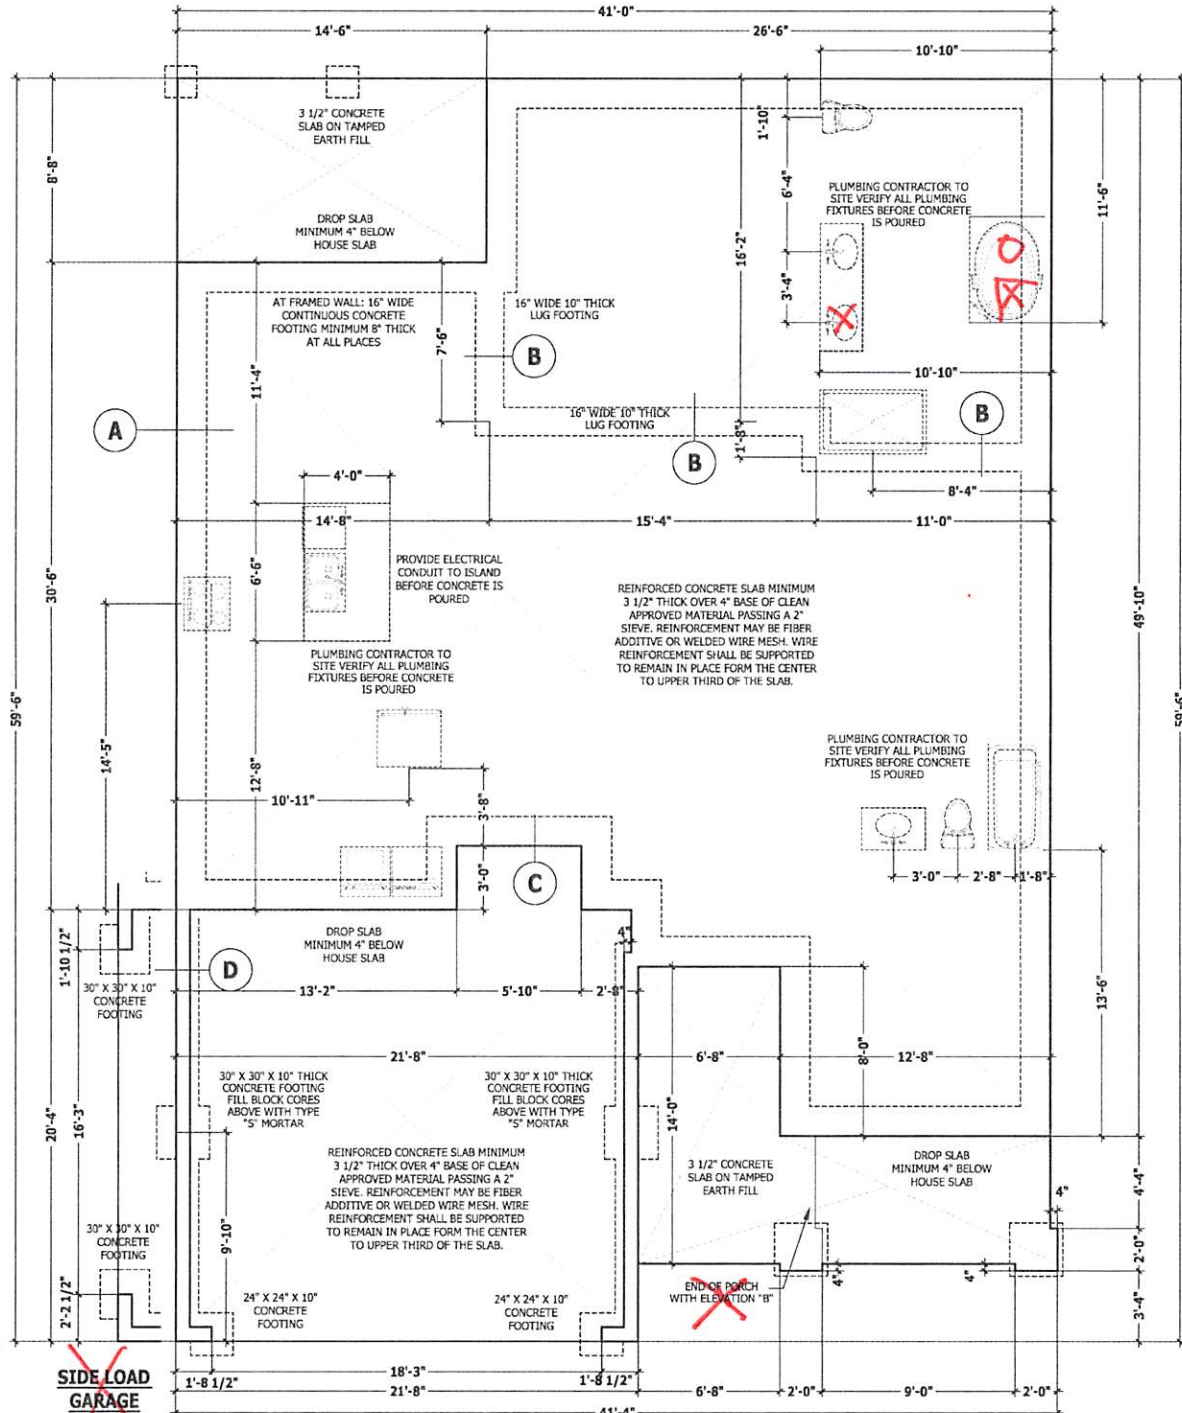 41'-0"
14'-6"
26'-6"
10'-10"
3 1/2" CONCRETE
SLAB ON TAMPED
EARTH FILL
1'-10"
8'-8"
6'-4"
11'-6"
PLUMBING CONTRACTOR TO
SITE VERIFY ALL PLUMBING
FIXTURES BEFORE CONCRETE
IS POURED
DROP SLAB
MINIMUM 4" BELOW
HOUSE SLAB
16'-2"
3'-4"
AT FRAMED WALL: 16" WIDE
CONTINUOUS CONCRETE
FOOTING MINIMUM 8" THICK
AT ALL PLACES
16" WIDE 10" THICK
LUG FOOTING
7'-6"
B
11'-4"
10'-10"
A
16" WIDE 10" THICK
LUG FOOTING
B
B
1'-8"
4'-0"
8'-4"
14'-8"
15'-4"
11'-0"
6'-6"
PROVIDE ELECTRICAL
CONDUIT TO ISLAND
BEFORE CONCRETE IS
POURED
30'-6"
REINFORCED CONCRETE SLAB MINIMUM
3 1/2" THICK OVER 4" BASE OF CLEAN
APPROVED MATERIAL PASSING A 2"
SIEVE. REINFORCEMENT MAY BE FIBER
ADDITIVE OR WELDED WIRE MESH. WIRE
REINFORCEMENT SHALL BE SUPPORTED
TO REMAIN IN PLACE FORM THE CENTER
TO UPPER THIRD OF THE SLAB.
49'-10"
PLUMBING CONTRACTOR TO
SITE VERIFY ALL PLUMBING
FIXTURES BEFORE CONCRETE
IS POURED
59'-6"
59'-6"
14'-5"
12'-8"
PLUMBING CONTRACTOR TO
SITE VERIFY ALL PLUMBING
FIXTURES BEFORE CONCRETE
IS POURED
10'-11"
3'-8"
3'-0"
C
3'-0"
2'-8"
1'-8"
1'-10 1/2"
DROP SLAB
MINIMUM 4" BELOW
HOUSE SLAB
4"
D
30" X 30" X 10"
CONCRETE
FOOTING
13'-2"
5'-10"
2'-8"
13'-6"
21'-8"
6'-8"
8'-0"
12'-8"
30" X 30" X 10" THICK
CONCRETE FOOTING
FILL BLOCK CORES
ABOVE WITH TYPE
"S" MORTAR
30" X 30" X 10" THICK
CONCRETE FOOTING
FILL BLOCK CORES
ABOVE WITH TYPE
"S" MORTAR
20'-4"
16'-3"
14'-0"
REINFORCED CONCRETE SLAB MINIMUM
3 1/2" THICK OVER 4" BASE OF CLEAN
APPROVED MATERIAL PASSING A 2"
SIEVE. REINFORCEMENT MAY BE FIBER
ADDITIVE OR WELDED WIRE MESH. WIRE
REINFORCEMENT SHALL BE SUPPORTED
TO REMAIN IN PLACE FORM THE CENTER
TO UPPER THIRD OF THE SLAB.
3 1/2" CONCRETE
SLAB ON TAMPED
EARTH FILL
DROP SLAB
MINIMUM 4" BELOW
HOUSE SLAB
4"
4'-4"
9'-10"
30" X 30" X 10"
CONCRETE
FOOTING
2'-0"
4"
4"
2'-2 1/2"
24" X 24" X 10"
CONCRETE
FOOTING
24" X 24" X 10"
CONCRETE
FOOTING
END OF PORCH
WITH ELEVATION "B"
3'-4"
SIDE LOAD
GARAGE
18'-3"
1'-8 1/2"
1'-8 1/2"
21'-8"
6'-8"
2'-0"
9'-0"
2'-0"
41'-4"